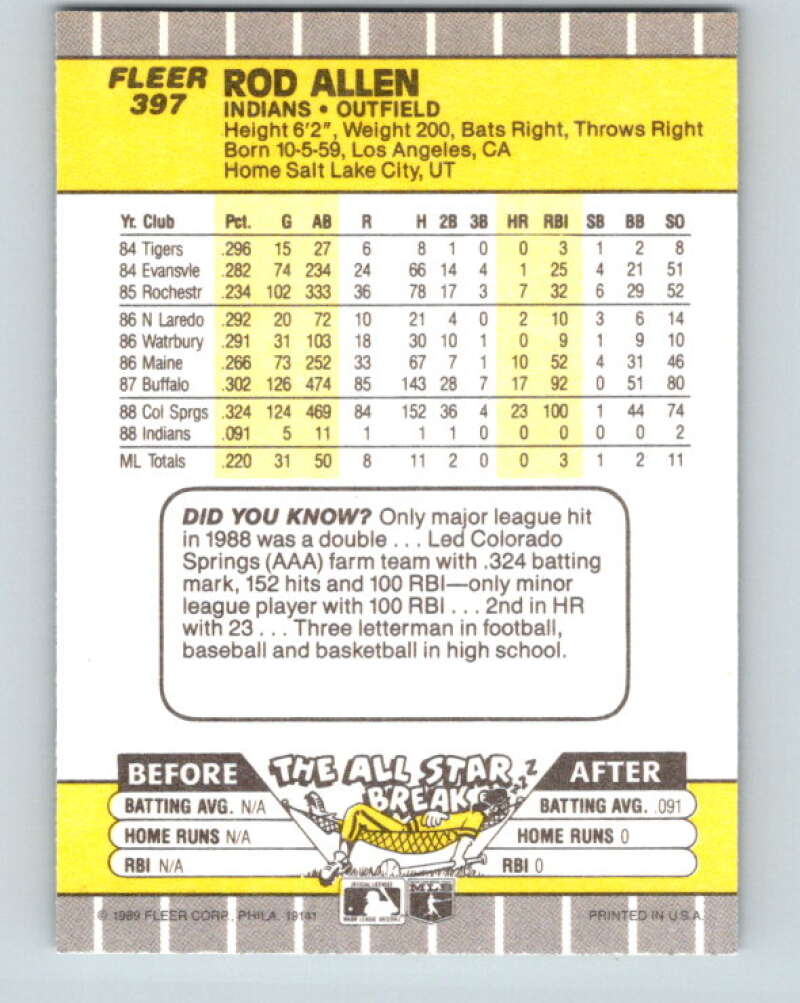 FLEER
397
ROD ALLEN
INDIANS • OUTFIELD
Height 6'2", Weight 200, Bats Right, Throws Right
Born 10-5-59, Los Angeles, CA
Home Salt Lake City, UT
Yr. Club Pct. G AB R H 2B 3B HR RBI SB BB SO
84 Tigers .296 15 27 6 8 1 0 0 3 1 2 8
84 Evansvle .282 74 234 24 66 14 4 1 25 4 21 51
85 Rochestr .234 102 333 36 78 17 3 7 32 6 29 52
86 N Laredo .292 20 72 10 21 4 0 2 10 3 6 14
86 Watrbury .291 31 103 18 30 10 1 0 9 1 9 10
86 Maine .266 73 252 33 67 7 1 10 52 4 31 46
87 Buffalo .302 126 474 85 143 28 7 17 92 0 51 80
88 Col Sprgs .324 124 469 84 152 36 4 23 100 1 44 74
88 Indians .091 5 11 1 1 1 0 0 0 0 0 2
ML Totals .220 31 50 8 11 2 0 0 3 1 2 11
DID YOU KNOW? Only major league hit
in 1988 was a double . . . Led Colorado
Springs (AAA) farm team with .324 batting
mark, 152 hits and 100 RBI—only minor
league player with 100 RBI . . . 2nd in HR
with 23 . . . Three letterman in football,
baseball and basketball in high school.
BEFORE THE ALL STAR BREAK ZZZ AFTER
BATTING AVG. N/A BATTING AVG. .091
HOME RUNS N/A HOME RUNS 0
RBI N/A RBI 0
MLB
© 1989 FLEER CORP., PHILA. 19141 PRINTED IN U.S.A.